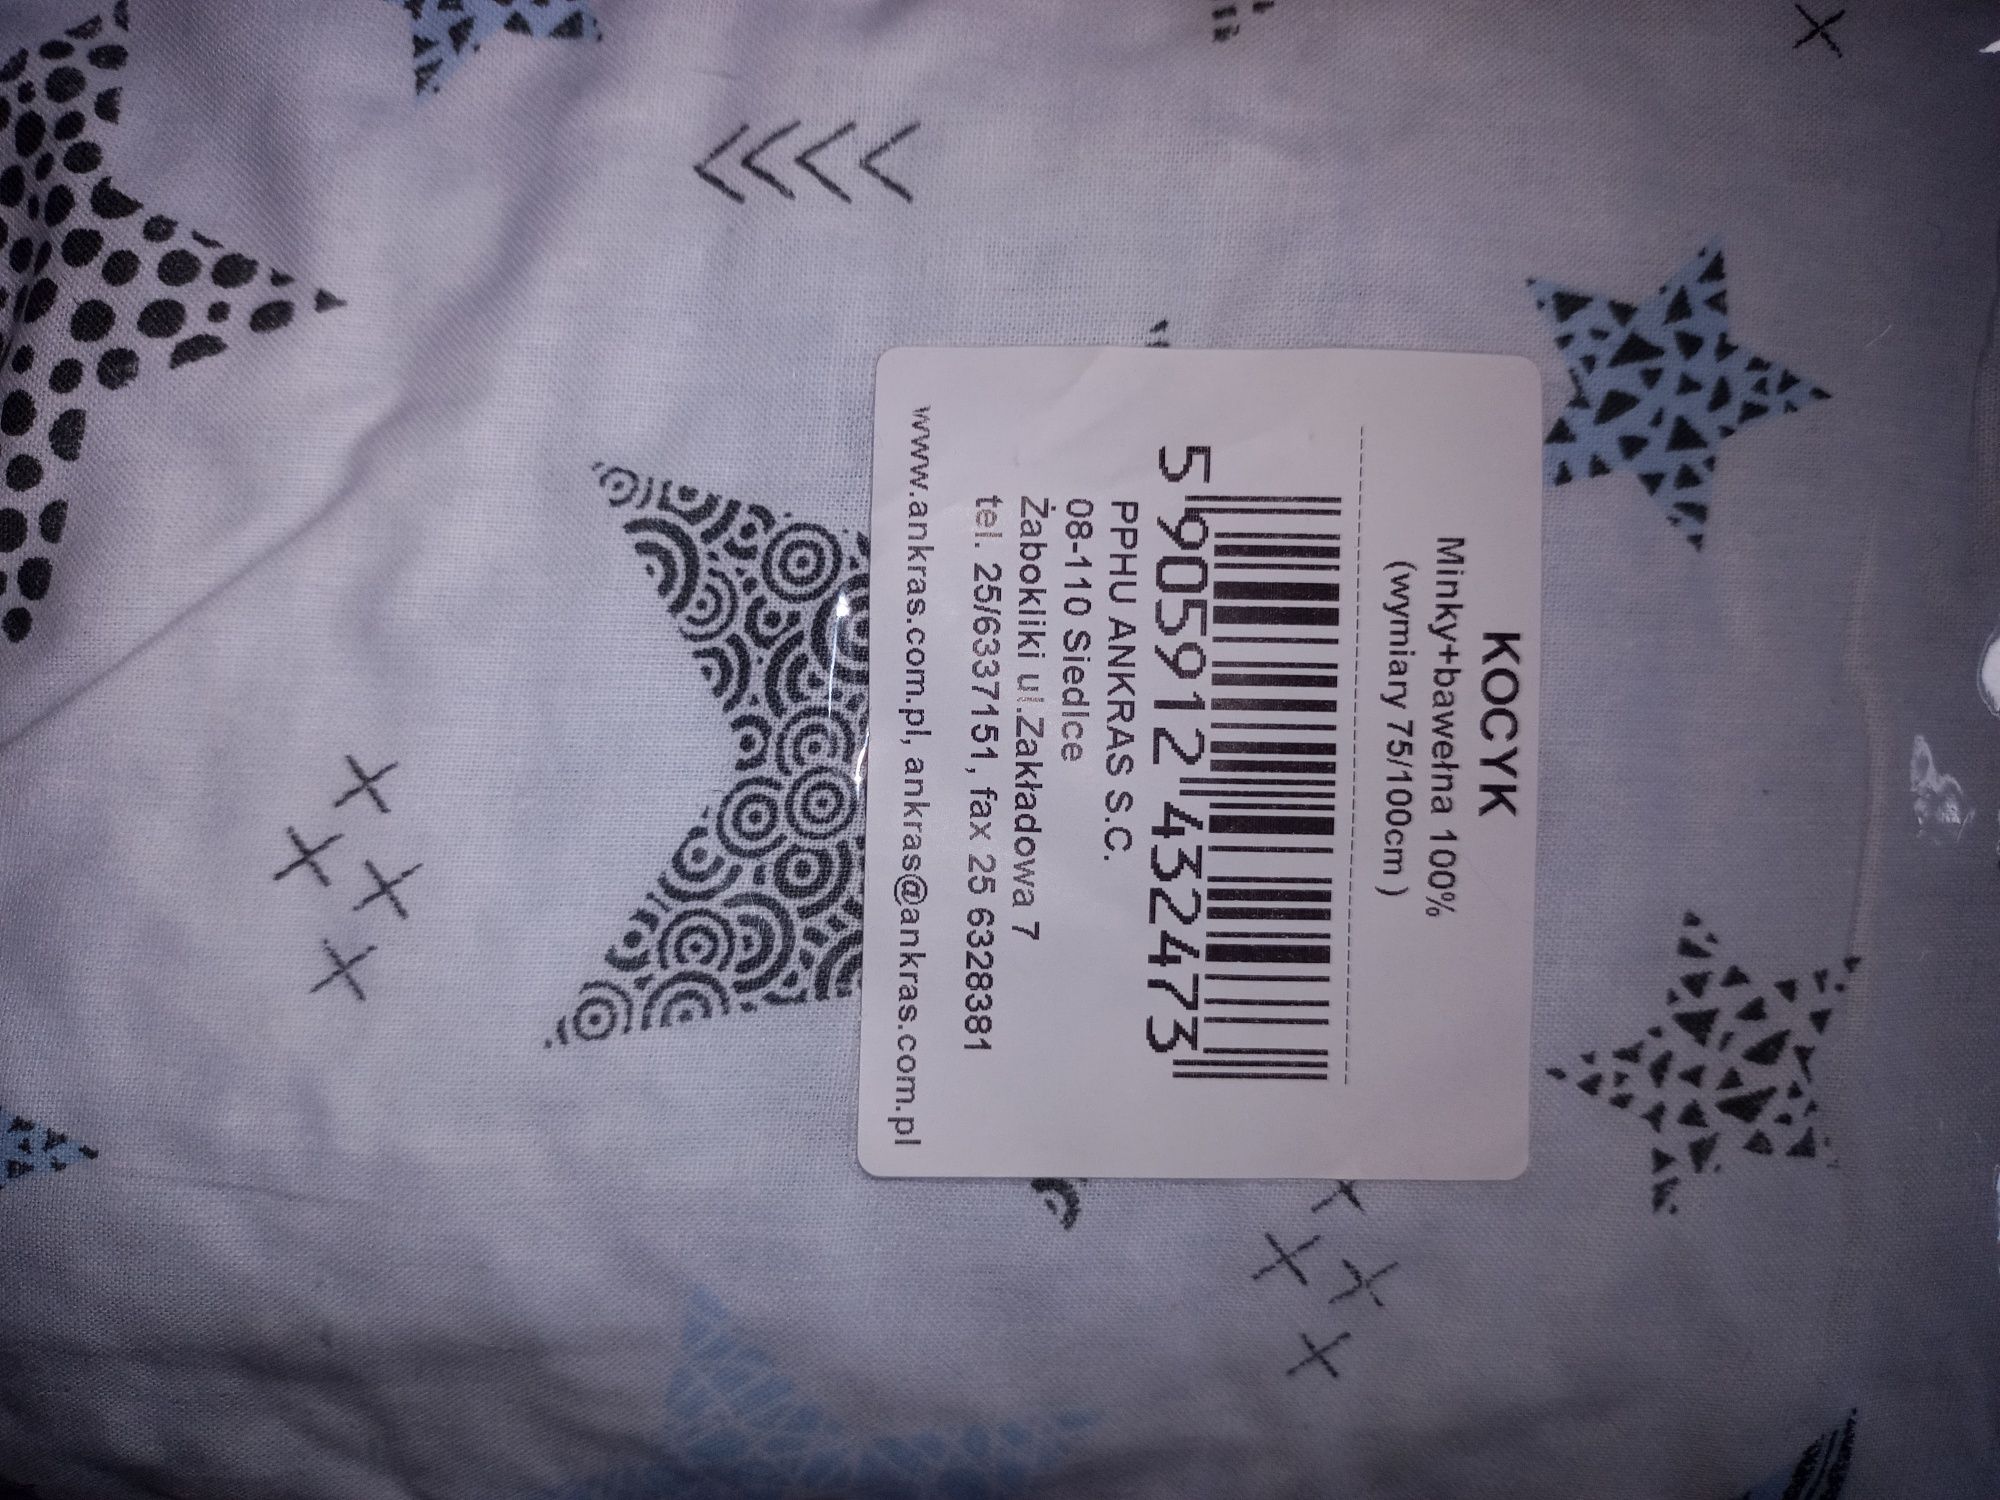 KOCYK
Minky+bawełna 100%
(wymiary 75/100cm )
5 905912 432473
PPHU ANKRAS S.C.
08-110 Siedlce
Żabokliki ul.Zakładowa 7
tel. 25/6337151, fax 25 6328381
www.ankras.com.pl, ankras@ankras.com.pl